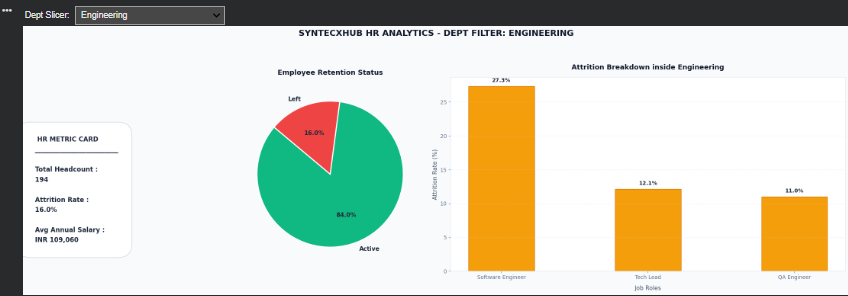 Dept Slicer: Engineering
SYNTECXHUB HR ANALYTICS - DEPT FILTER: ENGINEERING
HR METRIC CARD
Total Headcount :
194
Attrition Rate :
16.0%
Avg Annual Salary :
INR 109,060
Employee Retention Status
Left
16.0%
84.0%
Active
Attrition Breakdown inside Engineering
Attrition Rate (%)
25
20
15
10
5
0
27.3%
12.1%
11.0%
Software Engineer
Tech Lead
QA Engineer
Job Roles